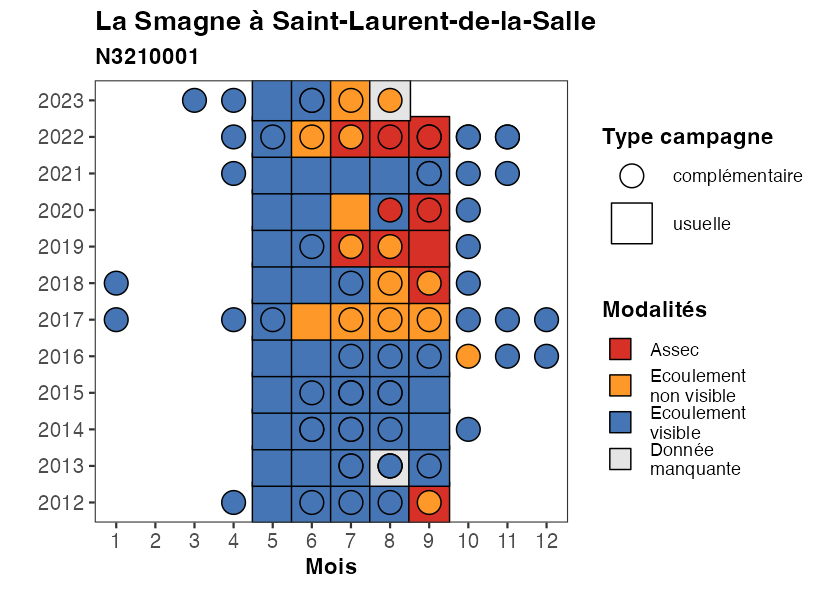 La Smagne à Saint-Laurent-de-la-Salle
N3210001
2023
2022
2021
2020
2019
2018
2017
2016
2015
2014
2013
2012
1 2 3 4 5 6 7 8 9 10 11 12
Mois
Type campagne
complémentaire
usuelle
Modalités
Assec
Ecoulement
non visible
Ecoulement
visible
Donnée
manquante